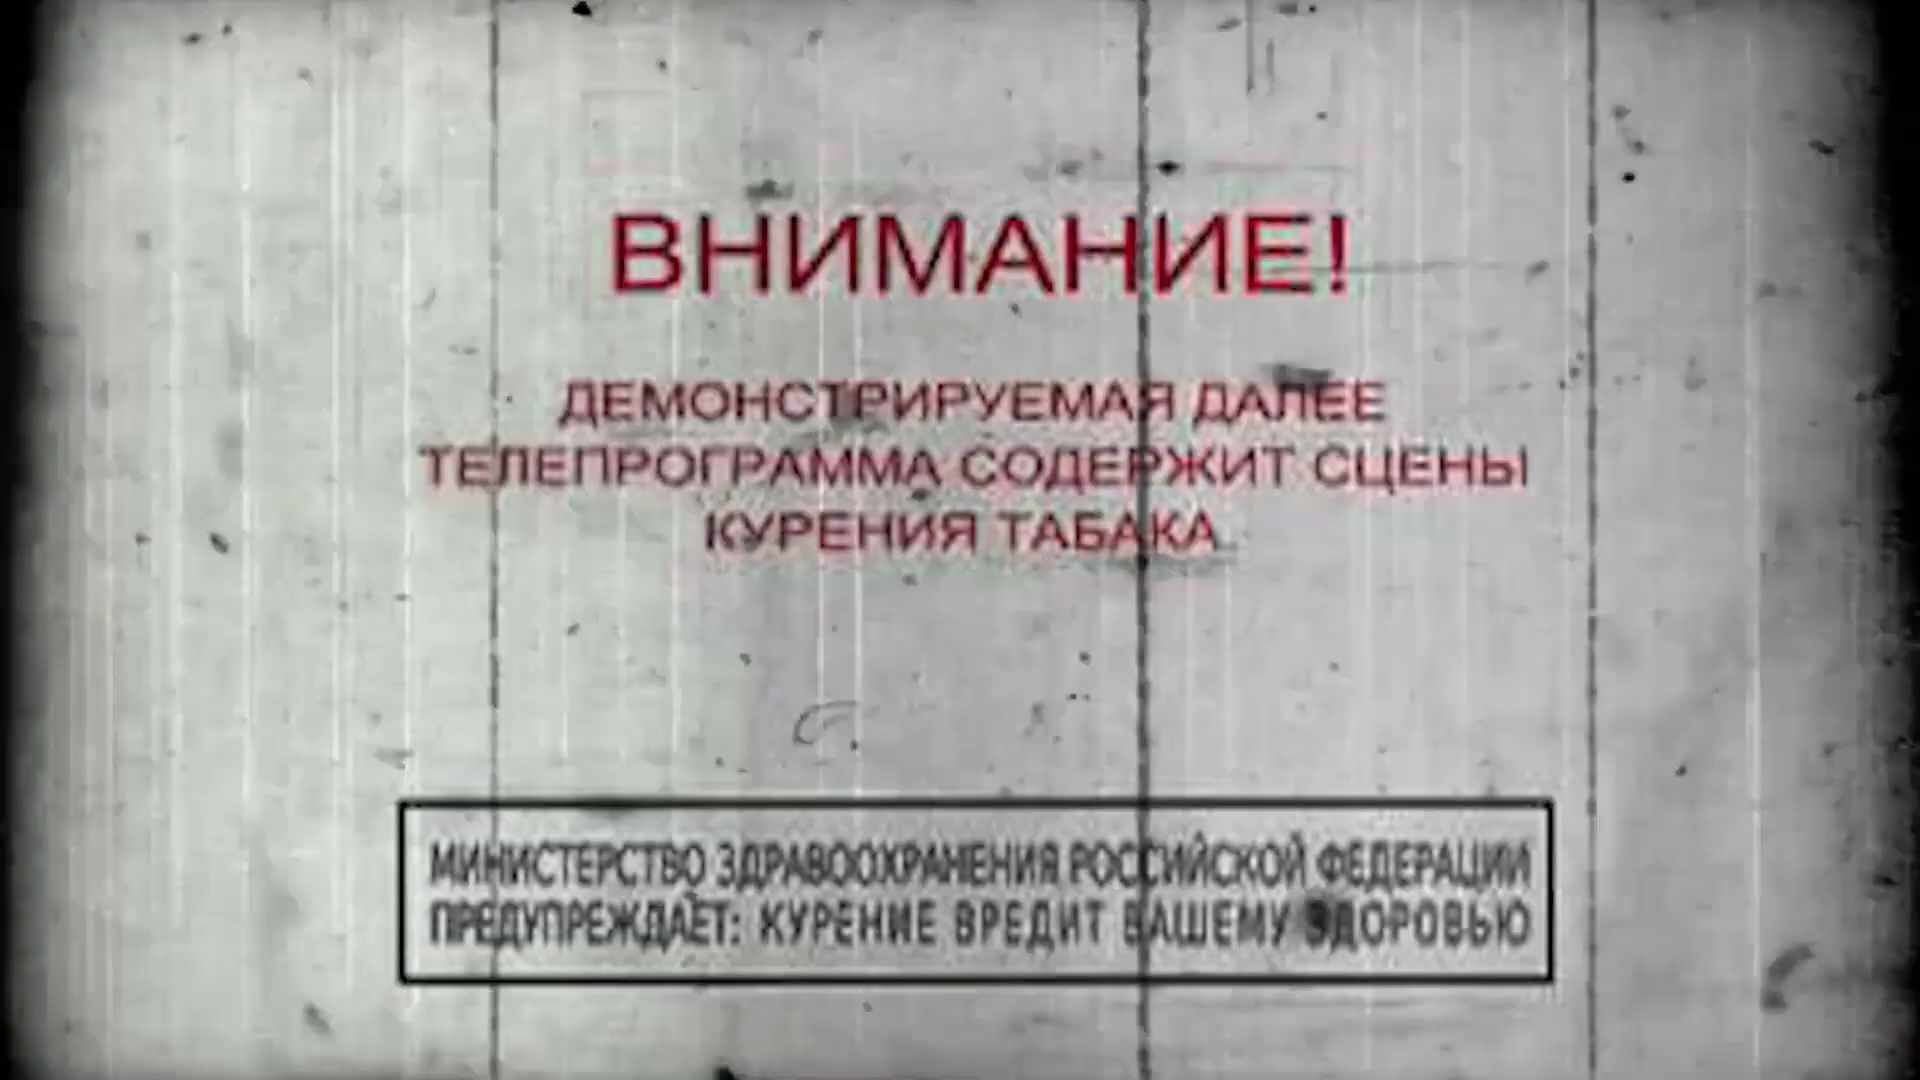 ВНИМАНИЕ!
ДЕМОНСТРИРУЕМАЯ ДАЛЕЕ
ТЕЛЕПРОГРАММА СОДЕРЖИТ СЦЕНЫ
КУРЕНИЯ ТАБАКА
МИНИСТЕРСТВО ЗДРАВООХРАНЕНИЯ РОССИЙСКОЙ ФЕДЕРАЦИИ
ПРЕДУПРЕЖДАЕТ: КУРЕНИЕ ВРЕДИТ ВАШЕМУ ЗДОРОВЬЮ